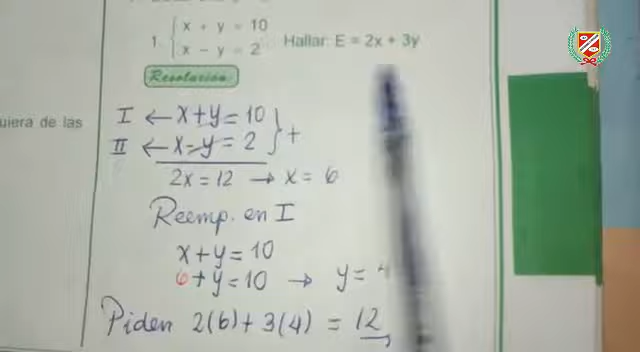 x + y = 10
1. x - y = 2 Hallar: E = 2x + 3y
Resolución
uiera de las
I ← x+y = 10
II ← x-y = 2 } +
2x = 12 → x = 6
Reemp. en I
x+y = 10
6+y = 10 → y = 4
Piden 2(6)+3(4) = 12